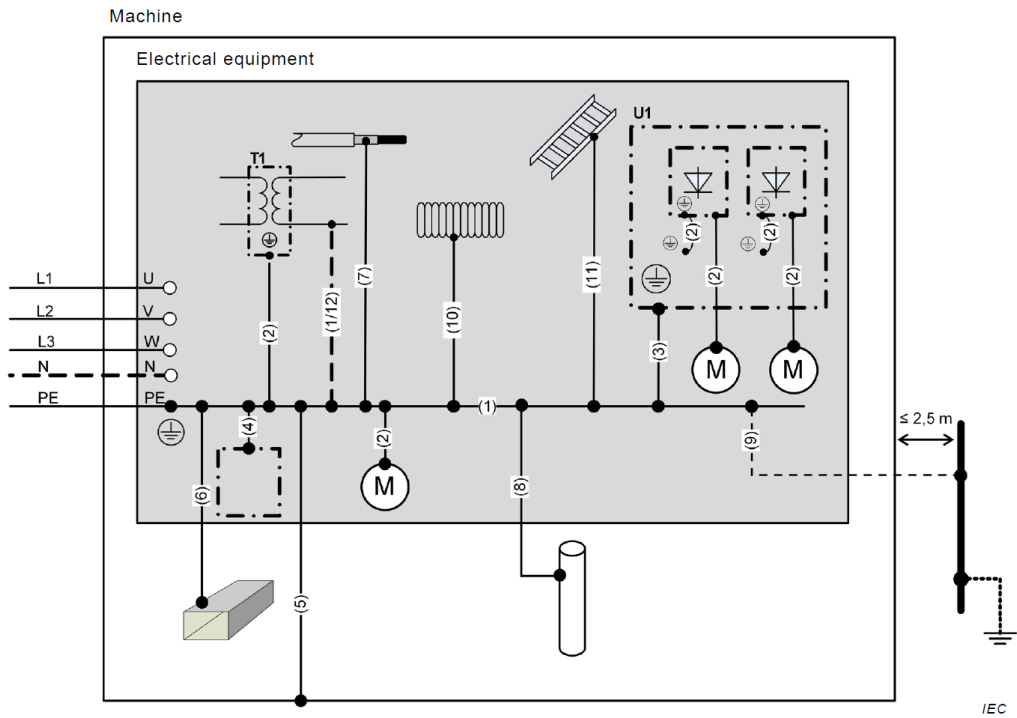 Machine
Electrical equipment
U1
T1
(2)
(2)
(7)
(11)
(2)
(2)
L1 U
(1/12)
(10)
L2 V
(2)
L3 W
(3)
M
M
N N
PE PE
(1)
≤ 2,5 m
(4)
(2)
(9)
(6)
M
(8)
(5)
IEC